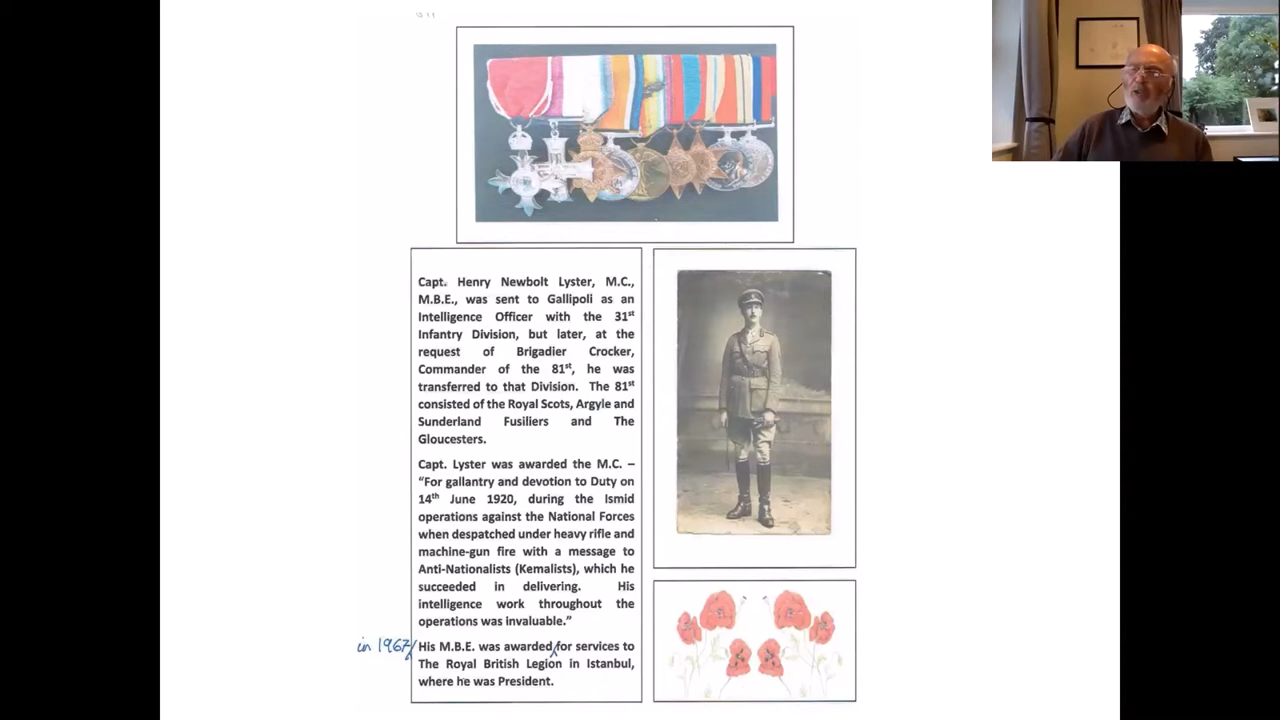 Capt. Henry Newbolt Lyster, M.C.,
M.B.E., was sent to Gallipoli as an
Intelligence Officer with the 31st
Infantry Division, but later, at the
request of Brigadier Crocker,
Commander of the 81st, he was
transferred to that Division. The 81st
consisted of the Royal Scots, Argyle and
Sunderland Fusiliers and The
Gloucesters.
Capt. Lyster was awarded the M.C. –
“For gallantry and devotion to Duty on
14th June 1920, during the Ismid
operations against the National Forces
when despatched under heavy rifle and
machine-gun fire with a message to
Anti-Nationalists (Kemalists), which he
succeeded in delivering. His
intelligence work throughout the
operations was invaluable.”
in 1967/ His M.B.E. was awarded for services to
The Royal British Legion in Istanbul,
where he was President.